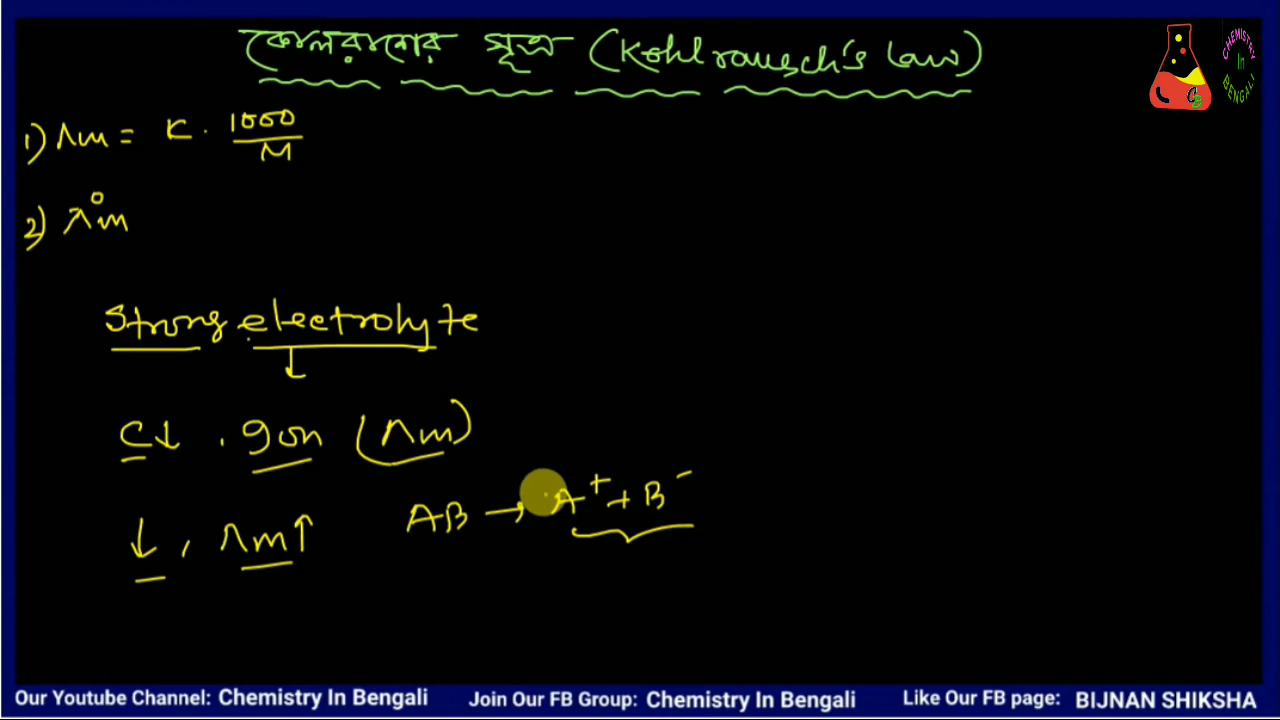 কোলরাশের সূত্র (Kohlrausch's Law)
CHEMISTRY In BENGALI
CB
1) Λm = K · 1000/M
2) Λ°m
Strong electrolyte
↓
C↓ · gon (Λm)
↓ , Λm↑ AB → A⁺ + B⁻
Our Youtube Channel: Chemistry In Bengali Join Our FB Group: Chemistry In Bengali Like Our FB page: BIJNAN SHIKSHA